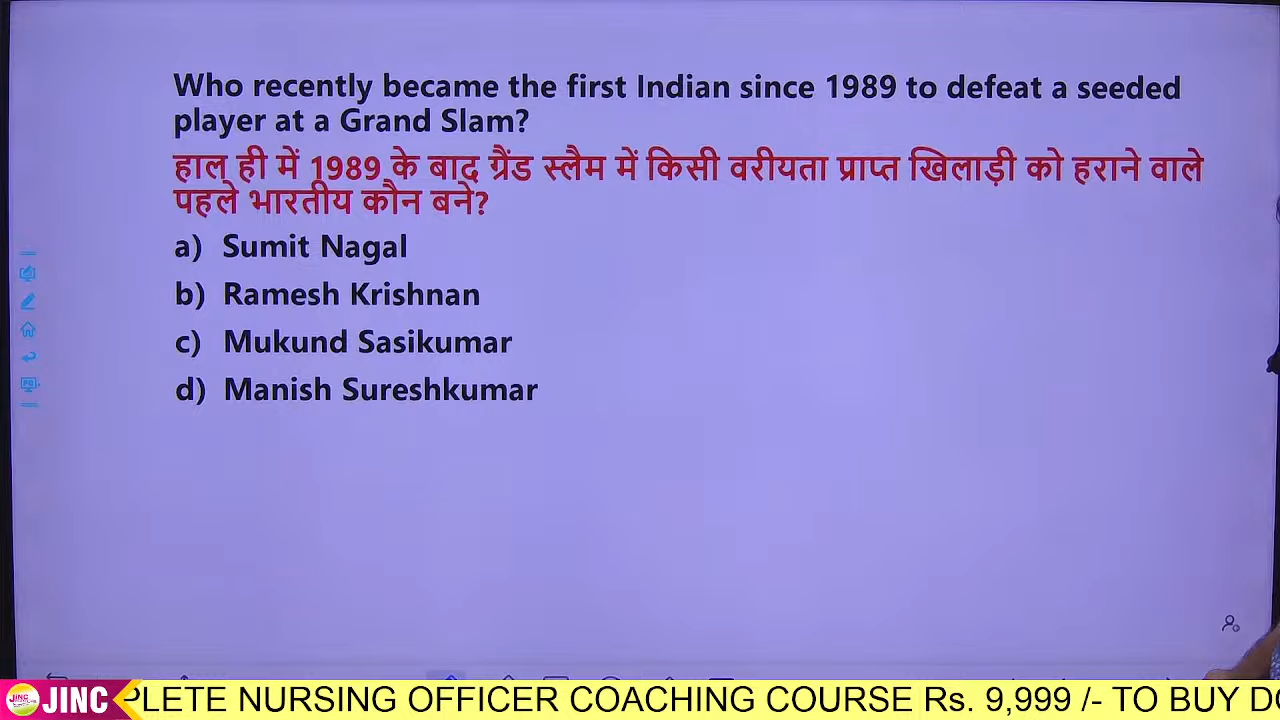 Who recently became the first Indian since 1989 to defeat a seeded
player at a Grand Slam?
हाल ही में 1989 के बाद ग्रैंड स्लैम में किसी वरीयता प्राप्त खिलाड़ी को हराने वाले
पहले भारतीय कौन बने?
a) Sumit Nagal
b) Ramesh Krishnan
c) Mukund Sasikumar
d) Manish Sureshkumar
JINC PLETE NURSING OFFICER COACHING COURSE Rs. 9,999 /- TO BUY